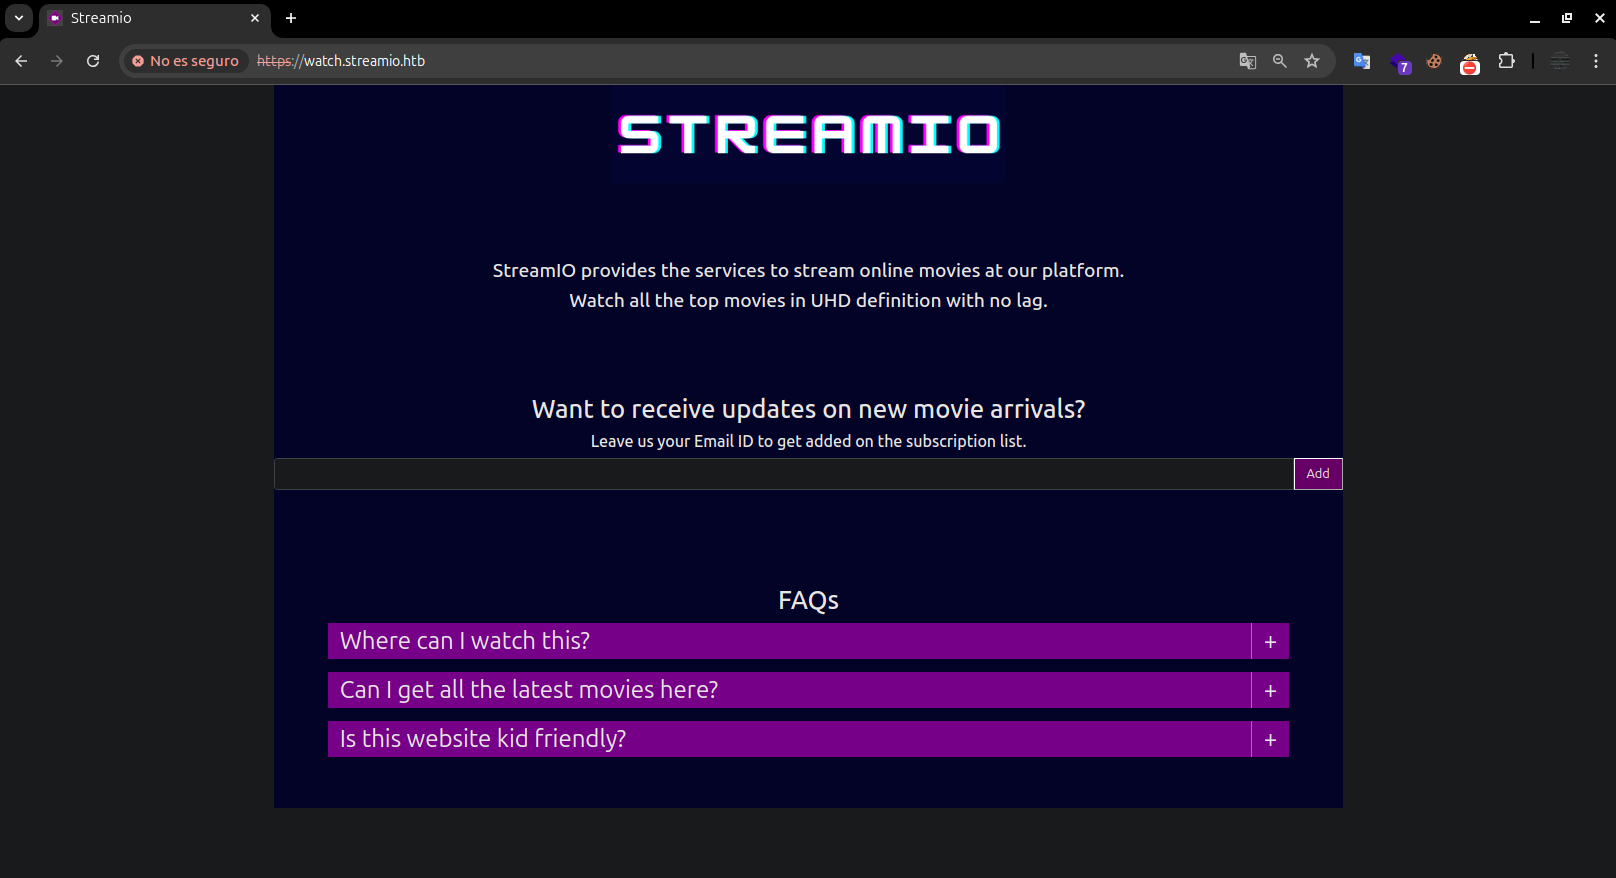 Streamio
No es seguro
https://watch.streamio.htb
7
STREAMIO
StreamIO provides the services to stream online movies at our platform.
Watch all the top movies in UHD definition with no lag.
Want to receive updates on new movie arrivals?
Leave us your Email ID to get added on the subscription list.
Add
FAQs
Where can I watch this?
+
Can I get all the latest movies here?
+
Is this website kid friendly?
+